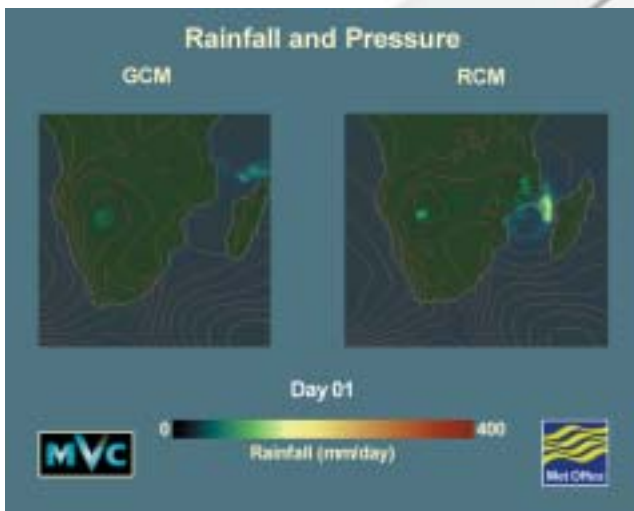 Rainfall and Pressure
GCM RCM
Day 01
0 400
Rainfall (mm/day)
MVC
Met Office